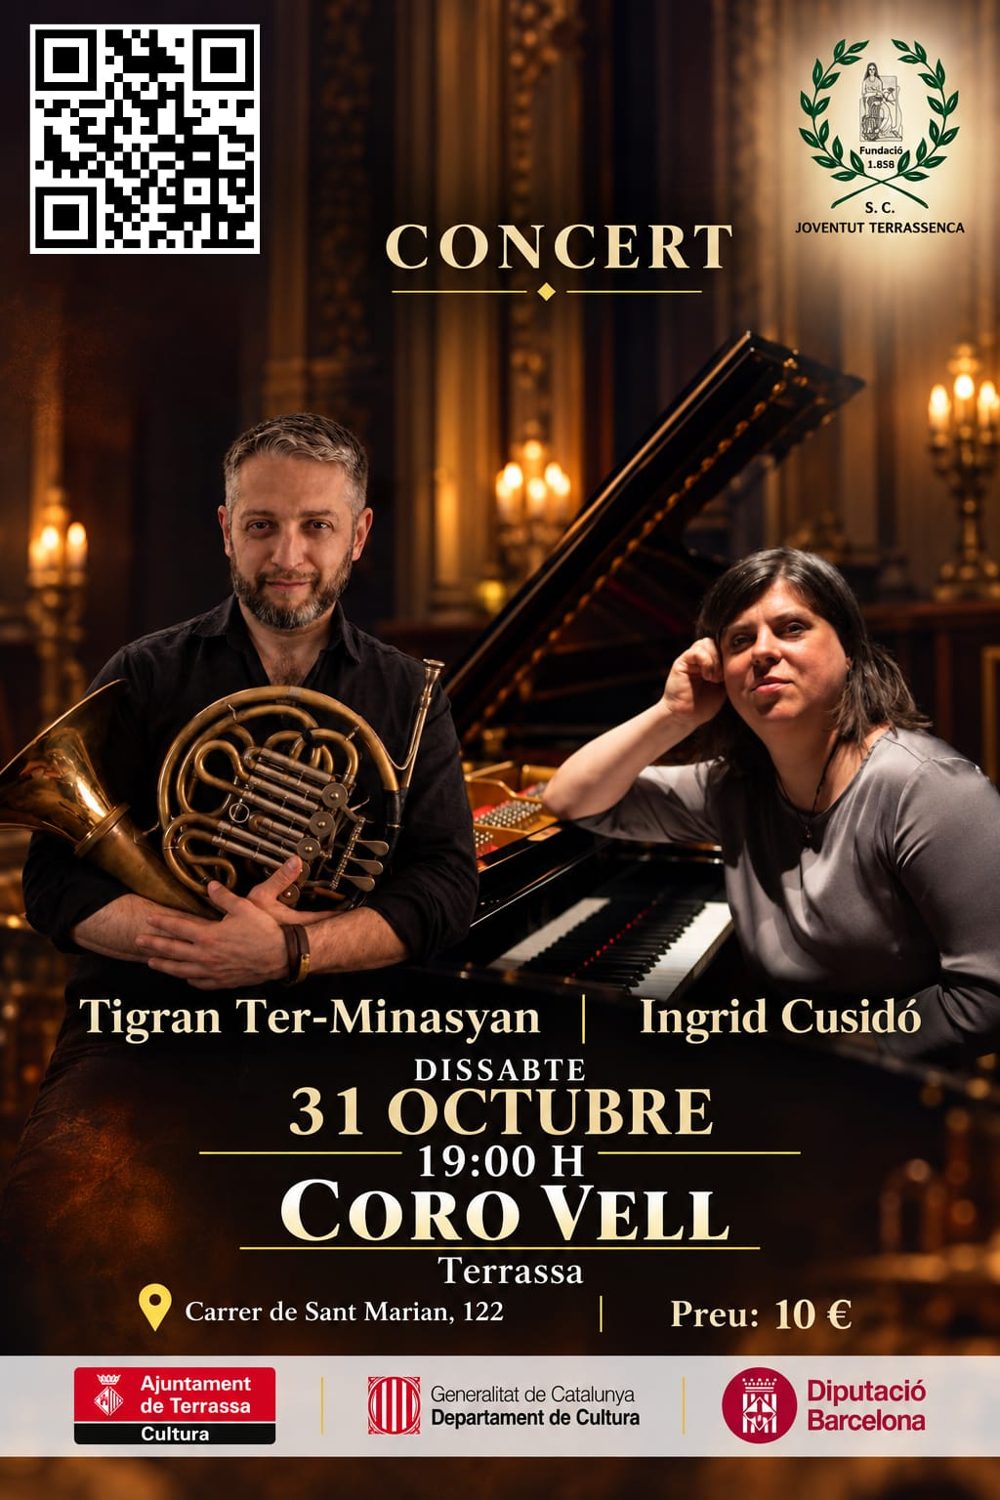 Fundació
1.858
S. C.
JOVENTUT TERRASSENCA
CONCERT
Tigran Ter-Minasyan | Ingrid Cusidó
DISSABTE
31 OCTUBRE
19:00 H
CORO VELL
Terrassa
Carrer de Sant Marian, 122 | Preu: 10 €
Ajuntament
de Terrassa
Cultura
Generalitat de Catalunya
Departament de Cultura
Diputació
Barcelona